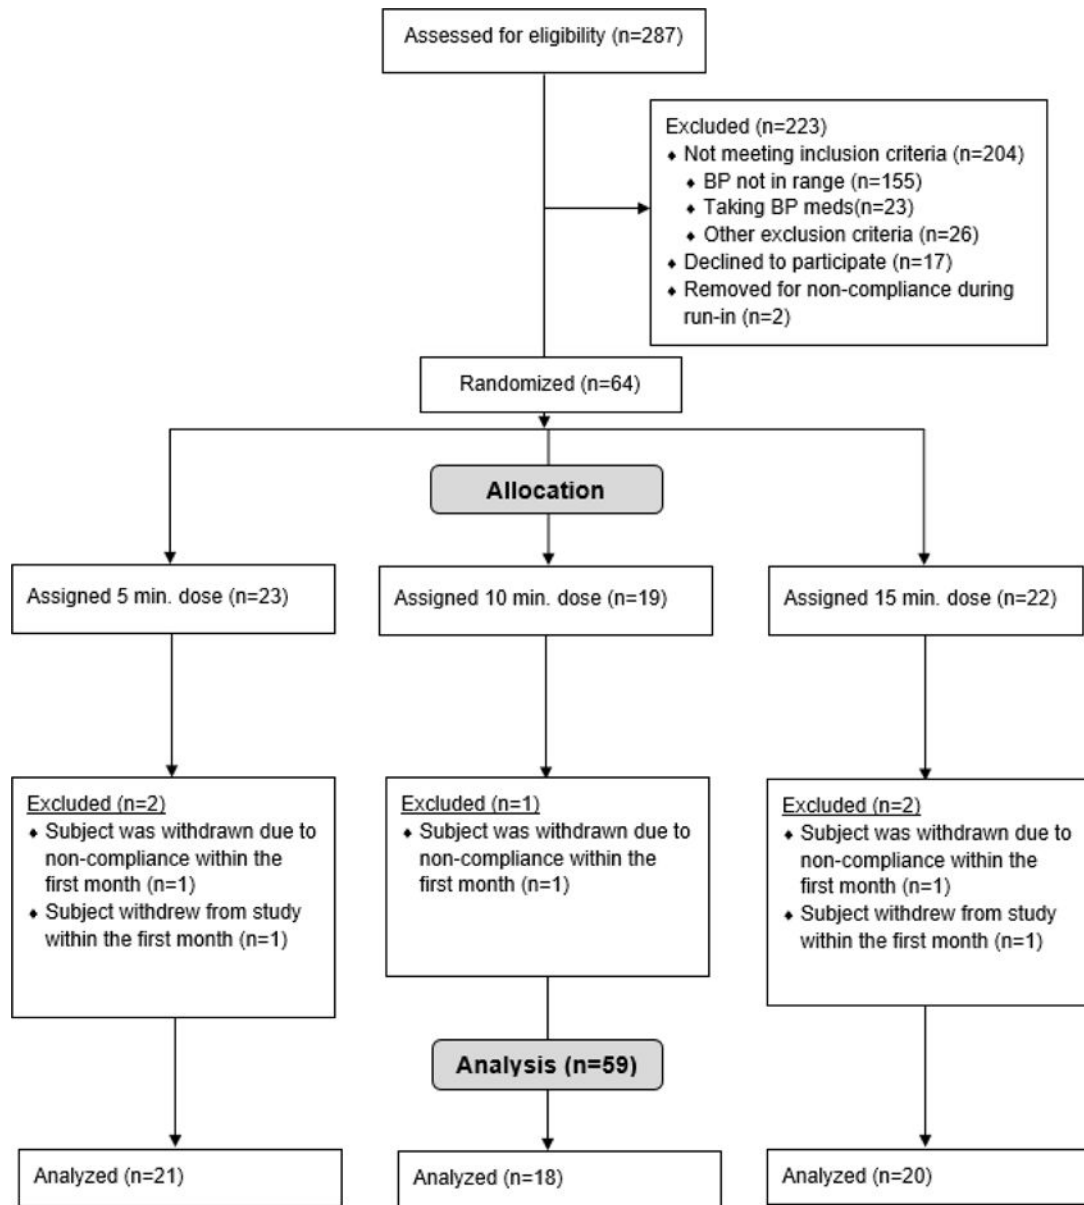 Assessed for eligibility (n=287)
Excluded (n=223)
♦ Not meeting inclusion criteria (n=204)
♦ BP not in range (n=155)
♦ Taking BP meds(n=23)
♦ Other exclusion criteria (n=26)
♦ Declined to participate (n=17)
♦ Removed for non-compliance during
run-in (n=2)
Randomized (n=64)
Allocation
Assigned 5 min. dose (n=23)
Assigned 10 min. dose (n=19)
Assigned 15 min. dose (n=22)
Excluded (n=2)
♦ Subject was withdrawn due to
non-compliance within the
first month (n=1)
♦ Subject withdrew from study
within the first month (n=1)
Excluded (n=1)
♦ Subject was withdrawn due to
non-compliance within the
first month (n=1)
Excluded (n=2)
♦ Subject was withdrawn due to
non-compliance within the
first month (n=1)
♦ Subject withdrew from study
within the first month (n=1)
Analysis (n=59)
Analyzed (n=21)
Analyzed (n=18)
Analyzed (n=20)